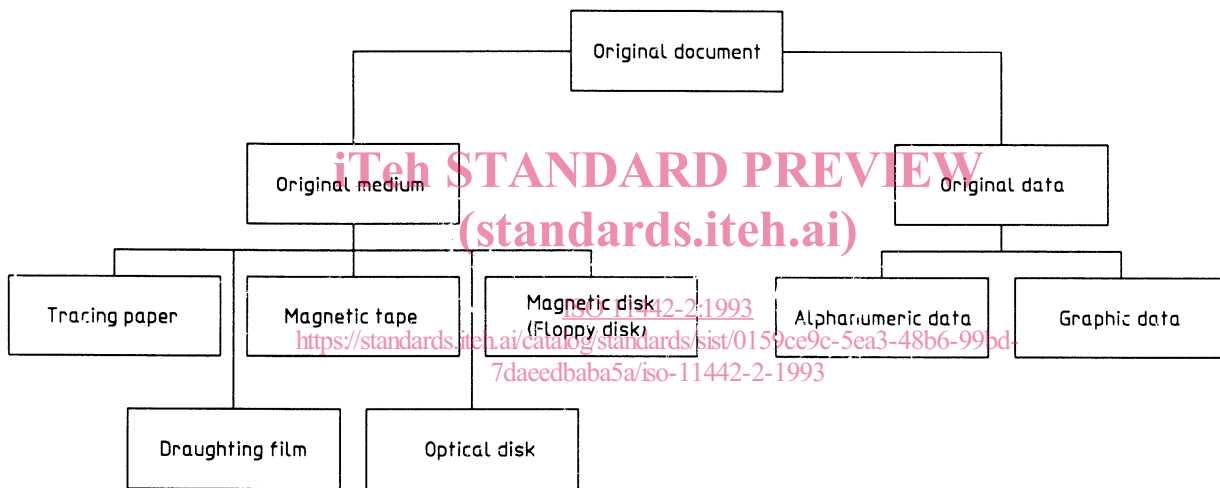 Original document
Original medium
Original data
iTeh STANDARD PREVIEW
(standards.iteh.ai)
Tracing paper
Magnetic tape
Magnetic disk
(Floppy disk)
Alphanumeric data
Graphic data
ISO 11442-2:1993
https://standards.iteh.ai/catalog/standards/sist/0159ce9c-5ea3-48b6-99bd-
7daeedbaba5a/iso-11442-2-1993
Draughting film
Optical disk